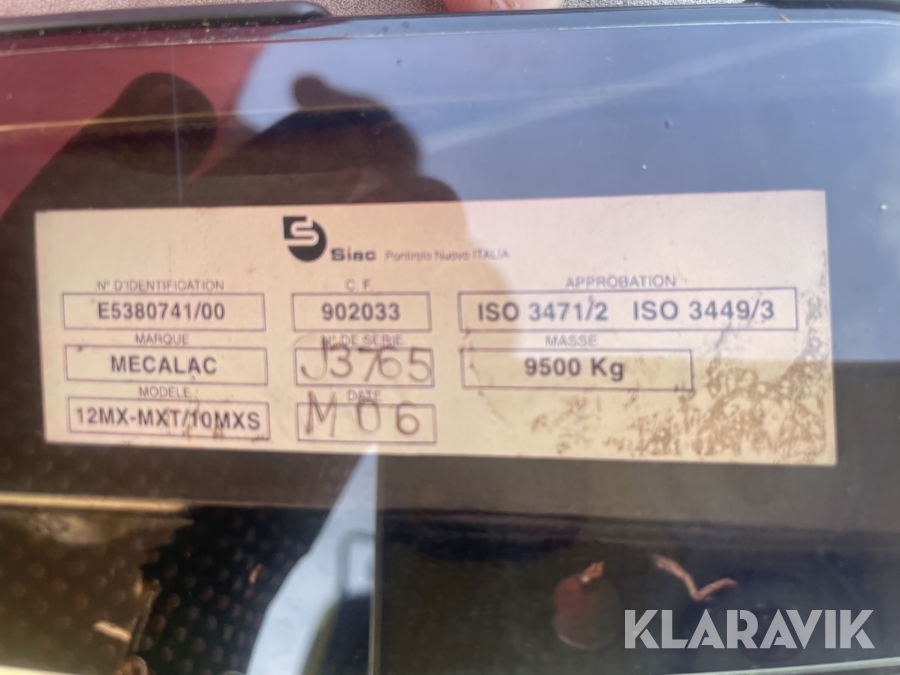 Siac Pontirolo Nuovo ITALIA
N° D'IDENTIFICATION C.F. APPROBATION
E5380741/00 902033 ISO 3471/2 ISO 3449/3
MARQUE N° DE SERIE MASSE
MECALAC J3765 9500 Kg
MODELE DATE
12MX-MXT/10MXS M06
KLARAVIK